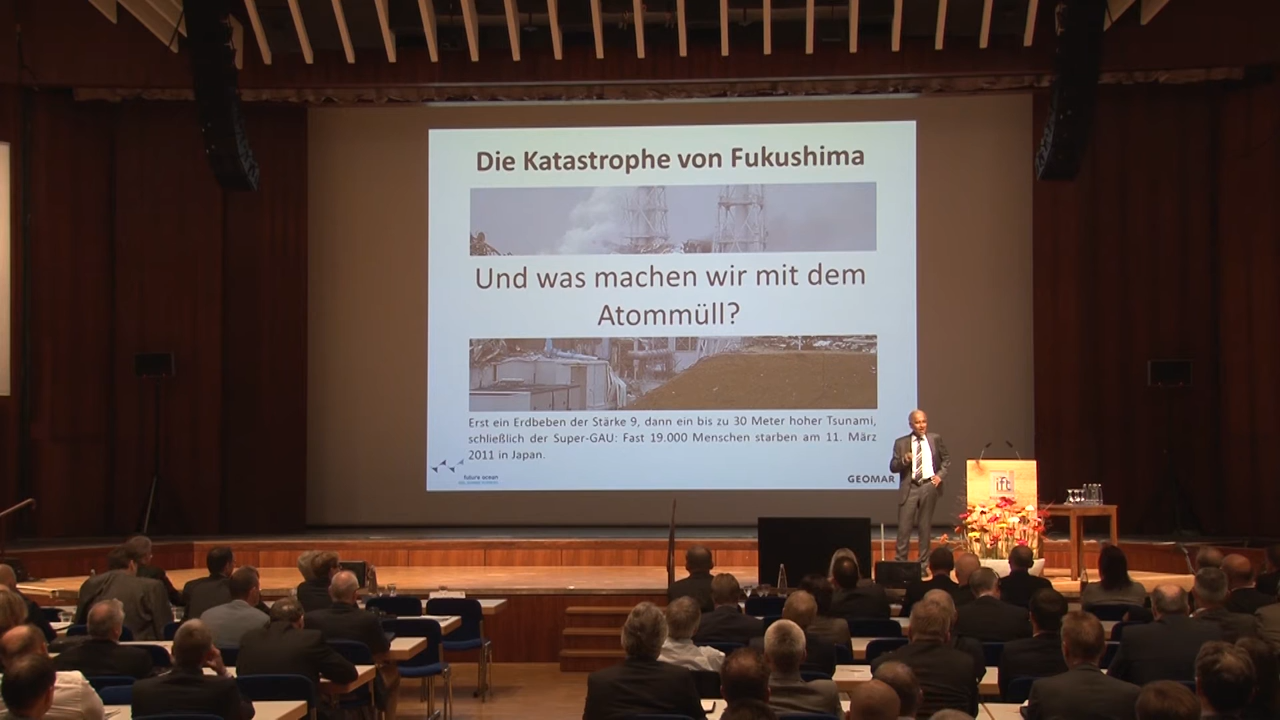 Die Katastrophe von Fukushima
Und was machen wir mit dem
Atommüll?
Erst ein Erdbeben der Stärke 9, dann ein bis zu 30 Meter hoher Tsunami,
schließlich der Super-GAU: Fast 19.000 Menschen starben am 11. März
2011 in Japan.
future ocean
GEOMAR
ift